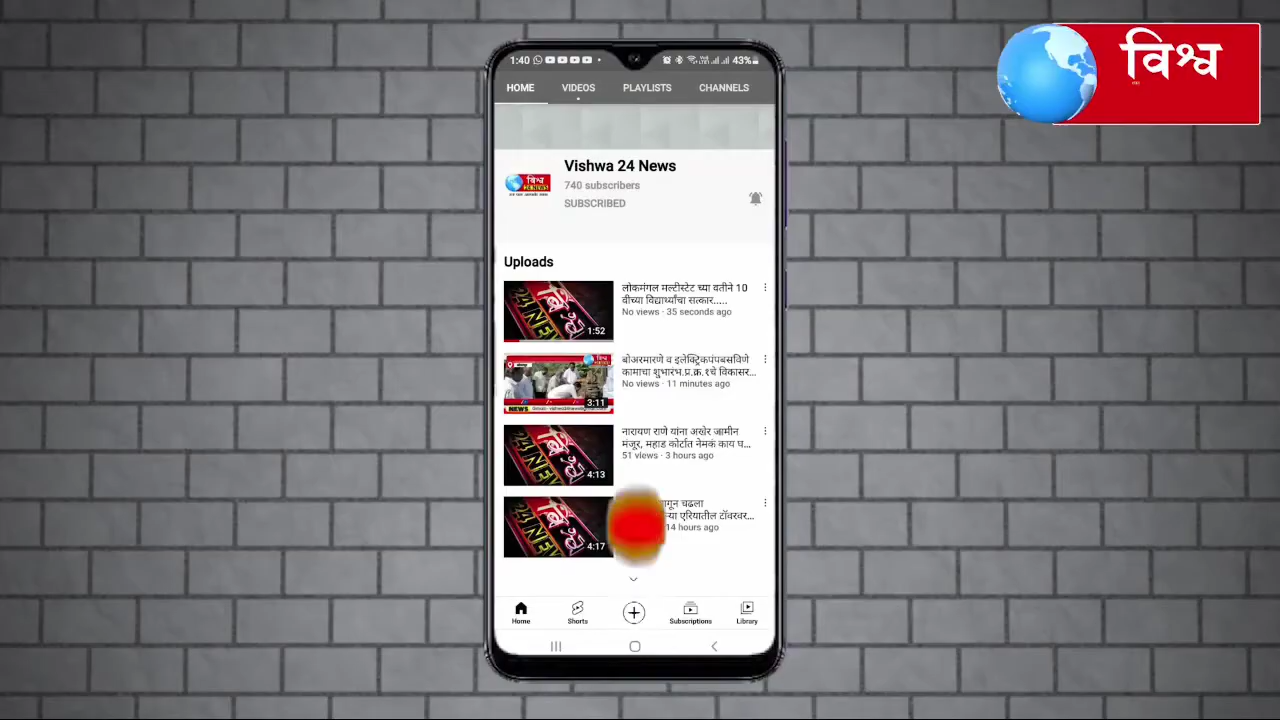 विश्व
1:40 43%
HOME VIDEOS PLAYLISTS CHANNELS
Vishwa 24 News
740 subscribers
SUBSCRIBED
विश्व
24 NEWS
Uploads
लोकमंगल मल्टीस्टेट च्या वतीने 10
वीच्या विद्यार्थ्यांचा सत्कार.....
No views · 35 seconds ago
1:52
बोअरमारणे व इलेक्ट्रिकपंपबसविणे
कामाचा शुभारंभ.प्र.क्र.१चे विकासर...
No views · 11 minutes ago
NEWS
3:11
नारायण राणे यांना अखेर जामीन
मंजूर, महाड कोर्टात नेमकं काय घ...
51 views · 3 hours ago
4:13
चढला
एरियातील टॉवरवर...
14 hours ago
4:17
Home Shorts Subscriptions Library